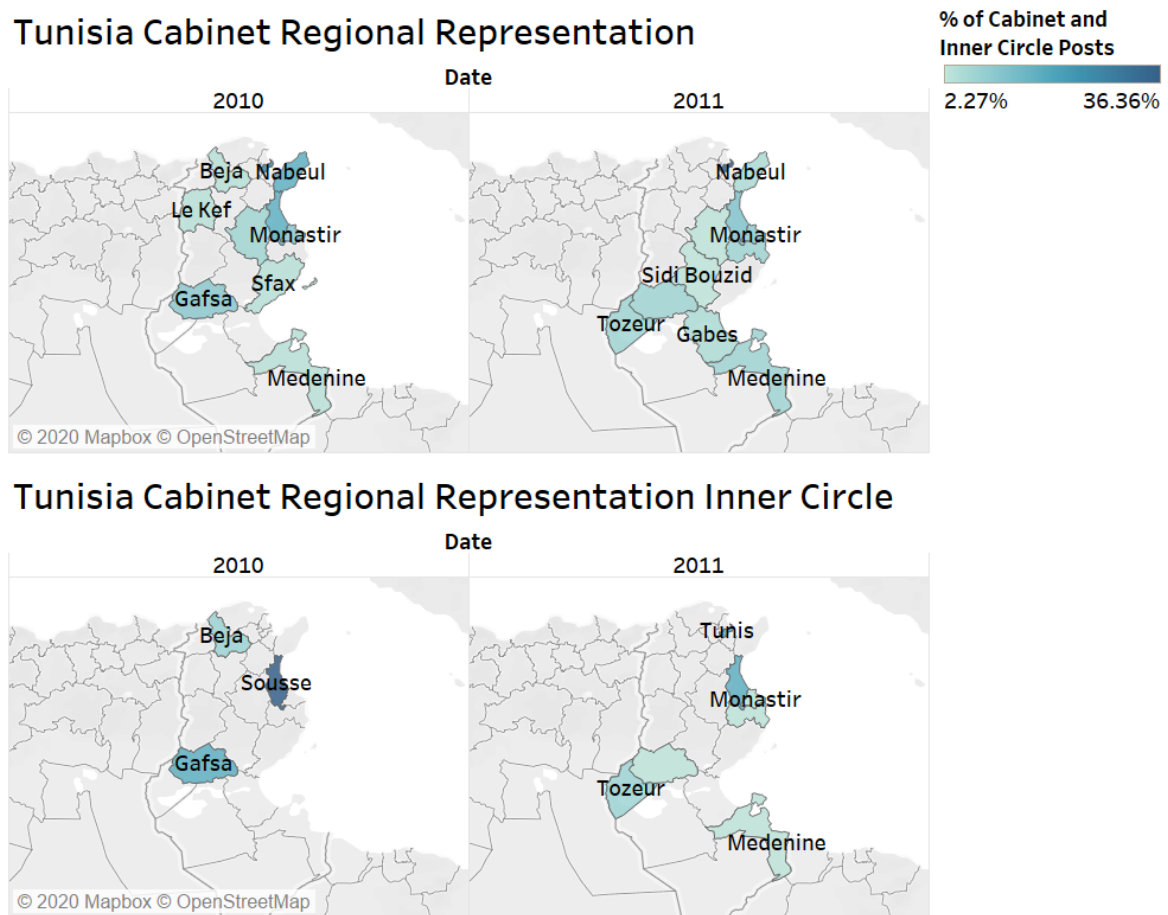 Tunisia Cabinet Regional Representation
% of Cabinet and
Inner Circle Posts
2.27% 36.36%
Date
2010 2011
Beja Nabeul
Le Kef
Monastir
Sfax
Gafsa
Medenine
© 2020 Mapbox © OpenStreetMap
Nabeul
Monastir
Sidi Bouzid
Tozeur
Gabes
Medenine
Tunisia Cabinet Regional Representation Inner Circle
Date
2010 2011
Beja
Sousse
Gafsa
© 2020 Mapbox © OpenStreetMap
Tunis
Monastir
Tozeur
Medenine